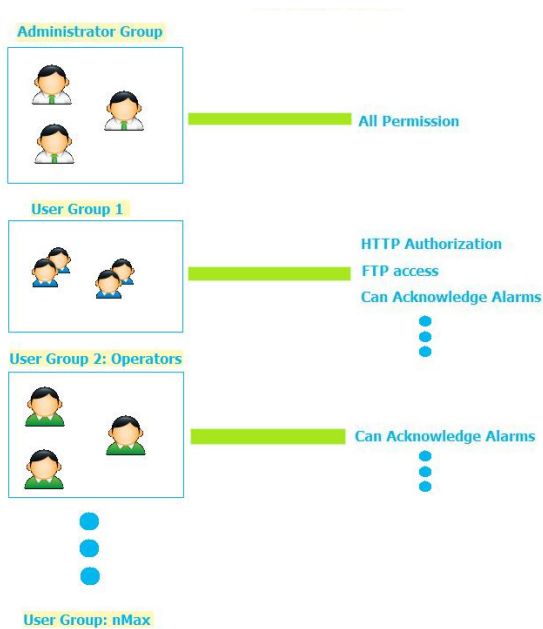 Administrator Group
All Permission
User Group 1
HTTP Authorization
FTP access
Can Acknowledge Alarms
User Group 2: Operators
Can Acknowledge Alarms
User Group: nMax